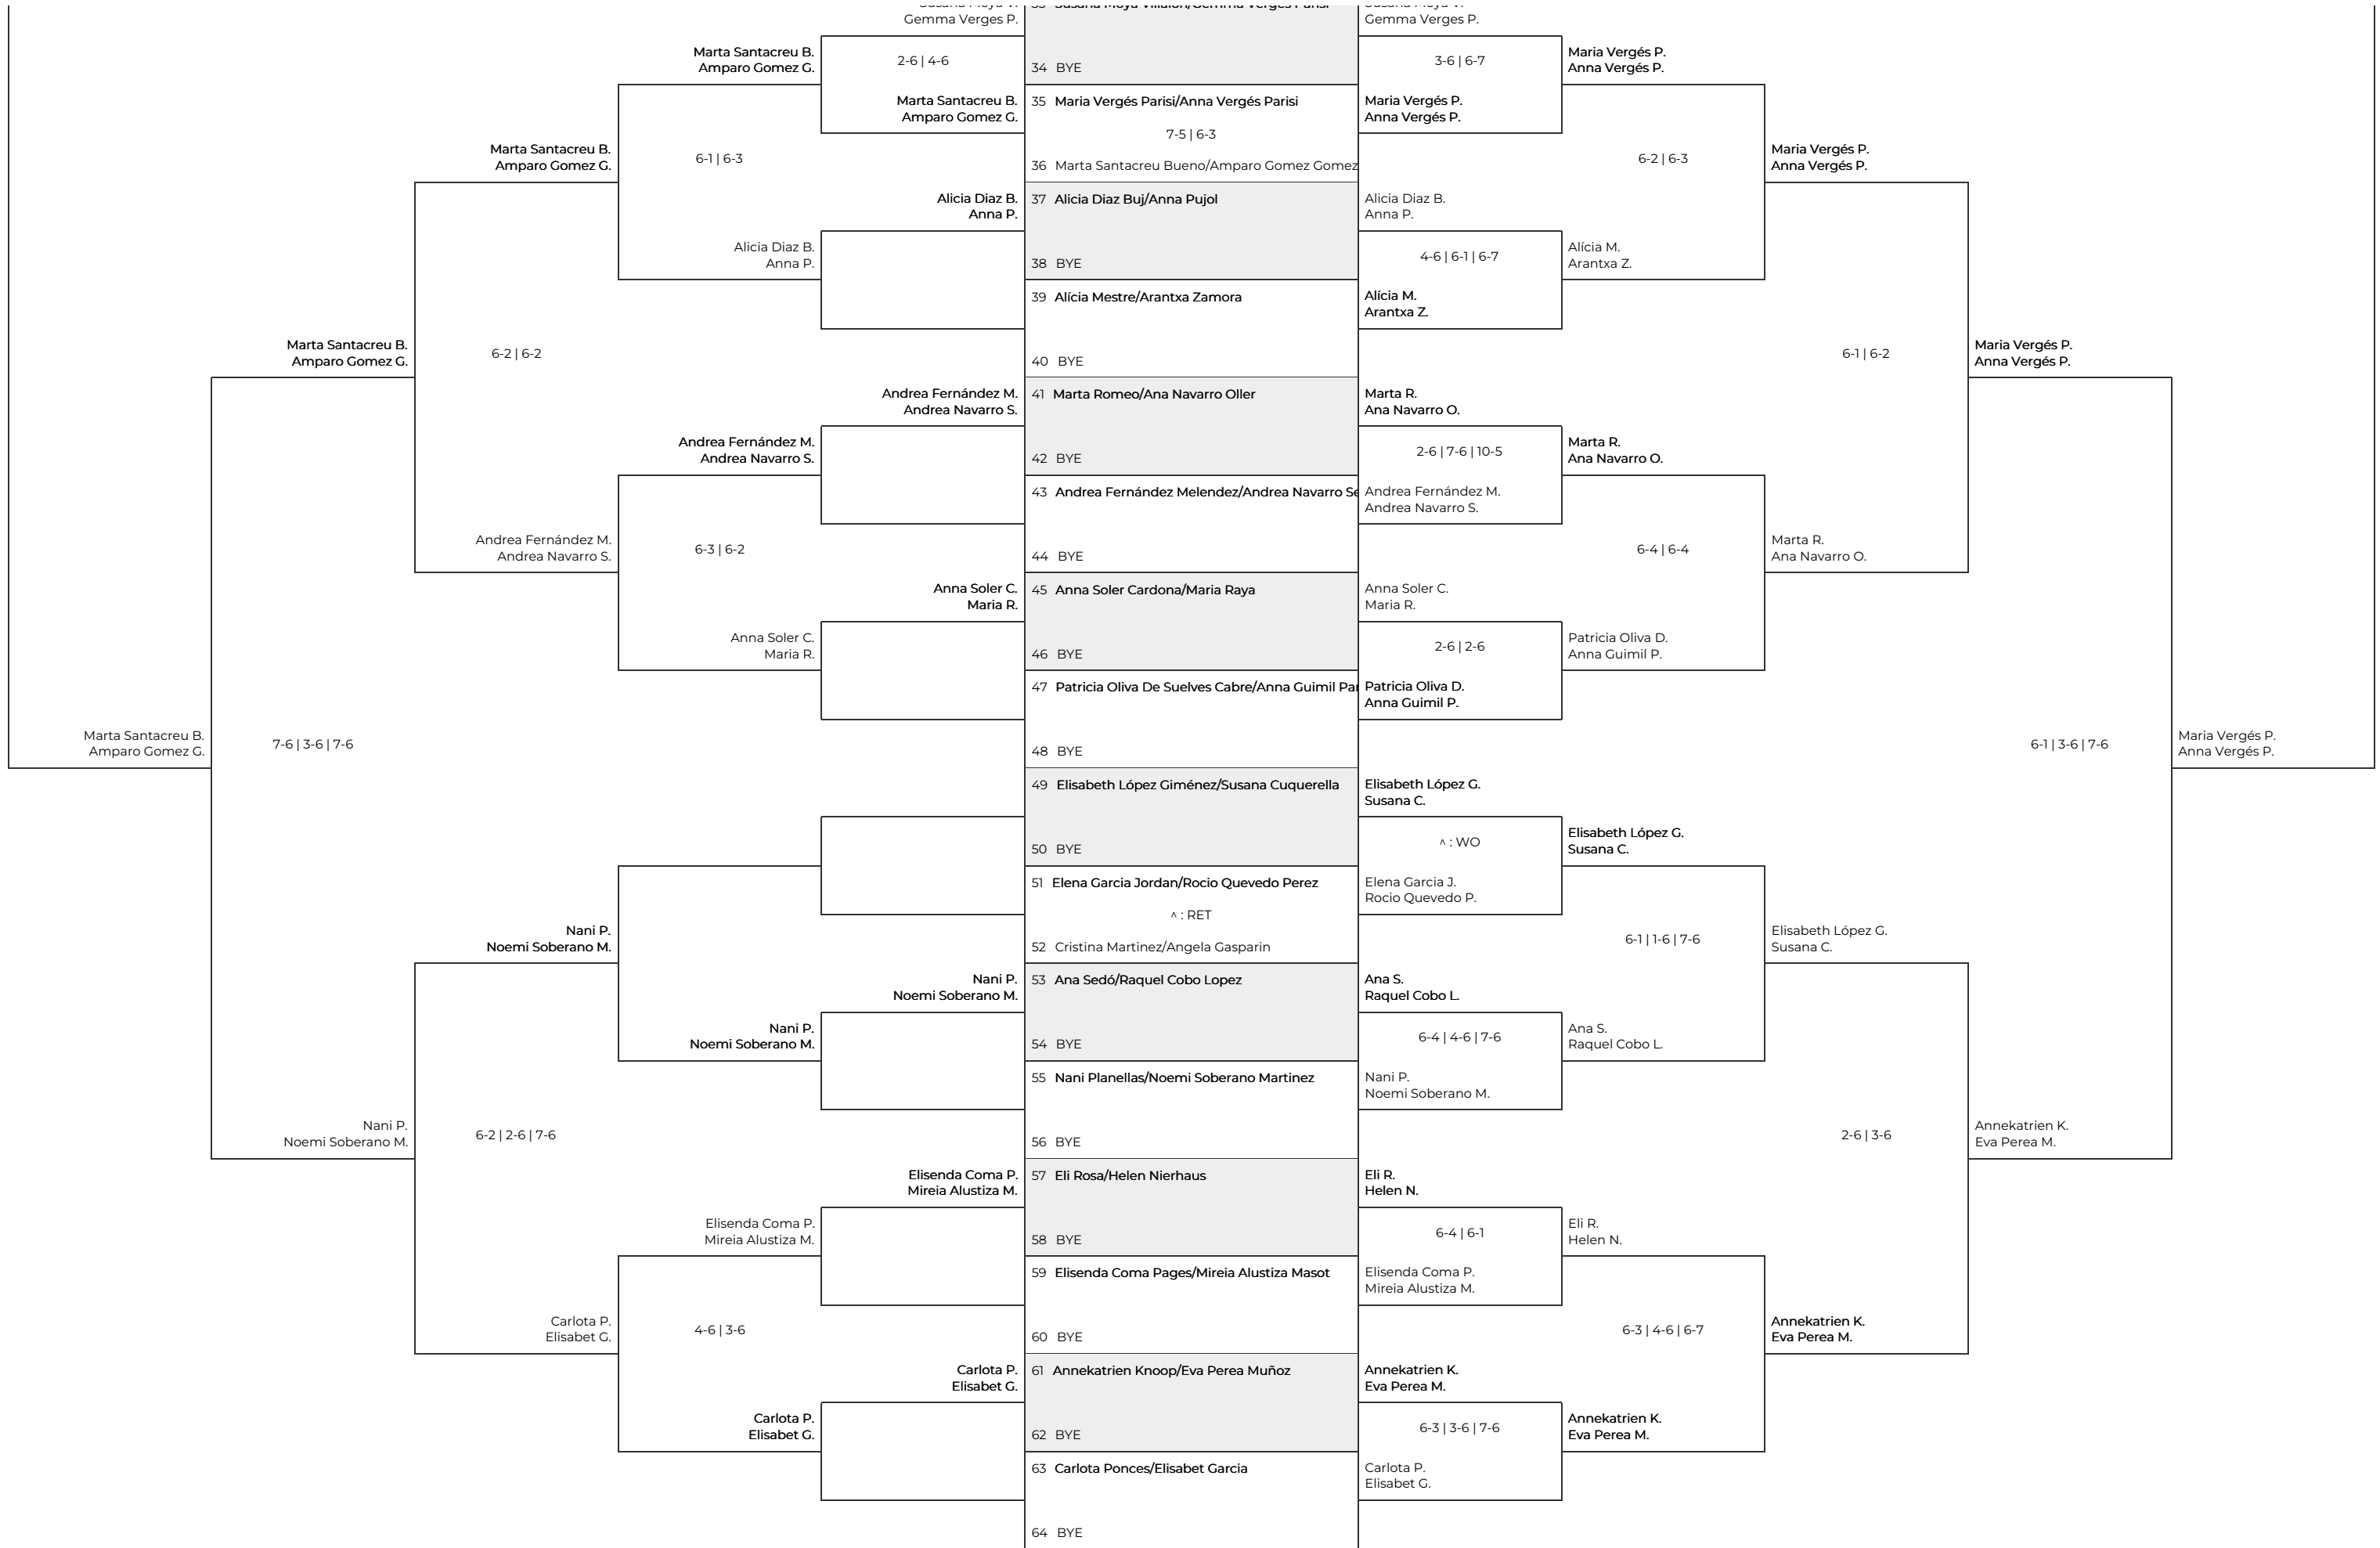 Gemma Verges P.
Gemma Verges P.
Marta Santacreu B.
Amparo Gomez G.
2-6 | 4-6
34 BYE
3-6 | 6-7
Maria Vergés P.
Anna Vergés P.
Marta Santacreu B.
Amparo Gomez G.
35 Maria Vergés Parisi/Anna Vergés Parisi
Maria Vergés P.
Anna Vergés P.
7-5 | 6-3
Marta Santacreu B.
Amparo Gomez G.
6-1 | 6-3
36 Marta Santacreu Bueno/Amparo Gomez Gomez
6-2 | 6-3
Maria Vergés P.
Anna Vergés P.
Alicia Diaz B.
Anna P.
37 Alicia Diaz Buj/Anna Pujol
Alicia Diaz B.
Anna P.
Alicia Diaz B.
Anna P.
38 BYE
4-6 | 6-1 | 6-7
Alícia M.
Arantxa Z.
39 Alícia Mestre/Arantxa Zamora
Alícia M.
Arantxa Z.
Marta Santacreu B.
Amparo Gomez G.
6-2 | 6-2
40 BYE
6-1 | 6-2
Maria Vergés P.
Anna Vergés P.
Andrea Fernández M.
Andrea Navarro S.
41 Marta Romeo/Ana Navarro Oller
Marta R.
Ana Navarro O.
Andrea Fernández M.
Andrea Navarro S.
42 BYE
2-6 | 7-6 | 10-5
Marta R.
Ana Navarro O.
43 Andrea Fernández Melendez/Andrea Navarro Se
Andrea Fernández M.
Andrea Navarro S.
Andrea Fernández M.
Andrea Navarro S.
6-3 | 6-2
44 BYE
6-4 | 6-4
Marta R.
Ana Navarro O.
Anna Soler C.
Maria R.
45 Anna Soler Cardona/Maria Raya
Anna Soler C.
Maria R.
Anna Soler C.
Maria R.
46 BYE
2-6 | 2-6
Patricia Oliva D.
Anna Guimil P.
47 Patricia Oliva De Suelves Cabre/Anna Guimil Par
Patricia Oliva D.
Anna Guimil P.
Marta Santacreu B.
Amparo Gomez G.
7-6 | 3-6 | 7-6
48 BYE
6-1 | 3-6 | 7-6
Maria Vergés P.
Anna Vergés P.
49 Elisabeth López Giménez/Susana Cuquerella
Elisabeth López G.
Susana C.
50 BYE
^ : WO
Elisabeth López G.
Susana C.
51 Elena Garcia Jordan/Rocio Quevedo Perez
Elena Garcia J.
Rocio Quevedo P.
^ : RET
Nani P.
Noemi Soberano M.
52 Cristina Martinez/Angela Gasparin
6-1 | 1-6 | 7-6
Elisabeth López G.
Susana C.
Nani P.
Noemi Soberano M.
53 Ana Sedó/Raquel Cobo Lopez
Ana S.
Raquel Cobo L.
Nani P.
Noemi Soberano M.
54 BYE
6-4 | 4-6 | 7-6
Ana S.
Raquel Cobo L.
55 Nani Planellas/Noemi Soberano Martinez
Nani P.
Noemi Soberano M.
Nani P.
Noemi Soberano M.
6-2 | 2-6 | 7-6
56 BYE
2-6 | 3-6
Annekatrien K.
Eva Perea M.
Elisenda Coma P.
Mireia Alustiza M.
57 Eli Rosa/Helen Nierhaus
Eli R.
Helen N.
Elisenda Coma P.
Mireia Alustiza M.
58 BYE
6-4 | 6-1
Eli R.
Helen N.
59 Elisenda Coma Pages/Mireia Alustiza Masot
Elisenda Coma P.
Mireia Alustiza M.
Carlota P.
Elisabet G.
4-6 | 3-6
60 BYE
6-3 | 4-6 | 6-7
Annekatrien K.
Eva Perea M.
Carlota P.
Elisabet G.
61 Annekatrien Knoop/Eva Perea Muñoz
Annekatrien K.
Eva Perea M.
Carlota P.
Elisabet G.
62 BYE
6-3 | 3-6 | 7-6
Annekatrien K.
Eva Perea M.
63 Carlota Ponces/Elisabet Garcia
Carlota P.
Elisabet G.
64 BYE